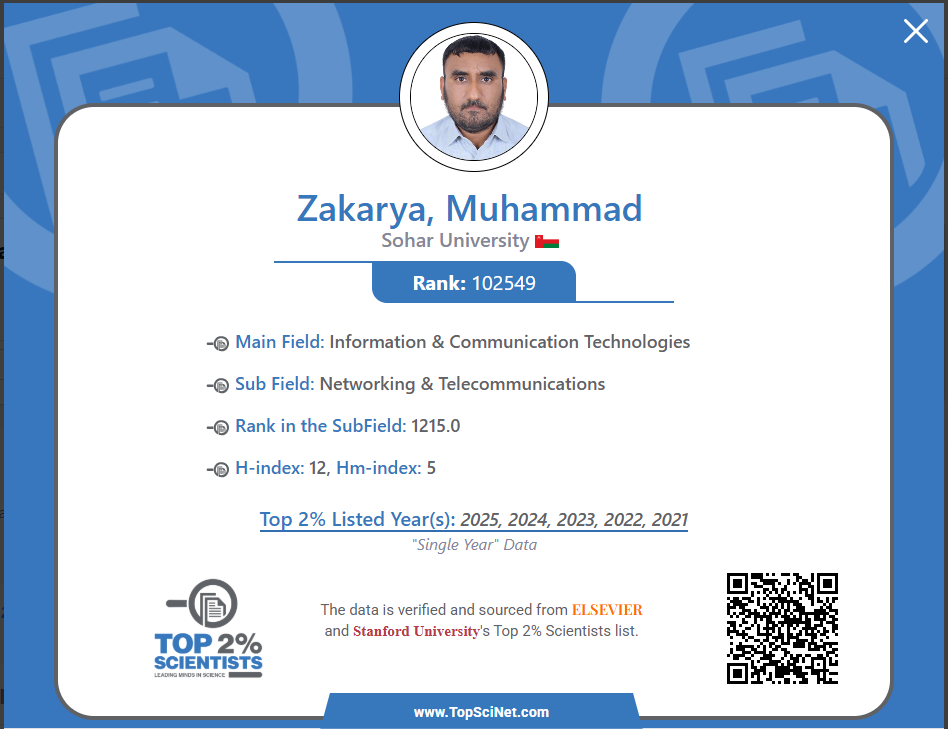 Zakarya, Muhammad
Sohar University
Rank: 102549
Main Field: Information & Communication Technologies
Sub Field: Networking & Telecommunications
Rank in the SubField: 1215.0
H-index: 12, Hm-index: 5
Top 2% Listed Year(s): 2025, 2024, 2023, 2022, 2021
"Single Year" Data
The data is verified and sourced from ELSEVIER
and Stanford University's Top 2% Scientists list.
TOP 2%
SCIENTISTS
LEADING MINDS IN SCIENCE
www.TopSciNet.com